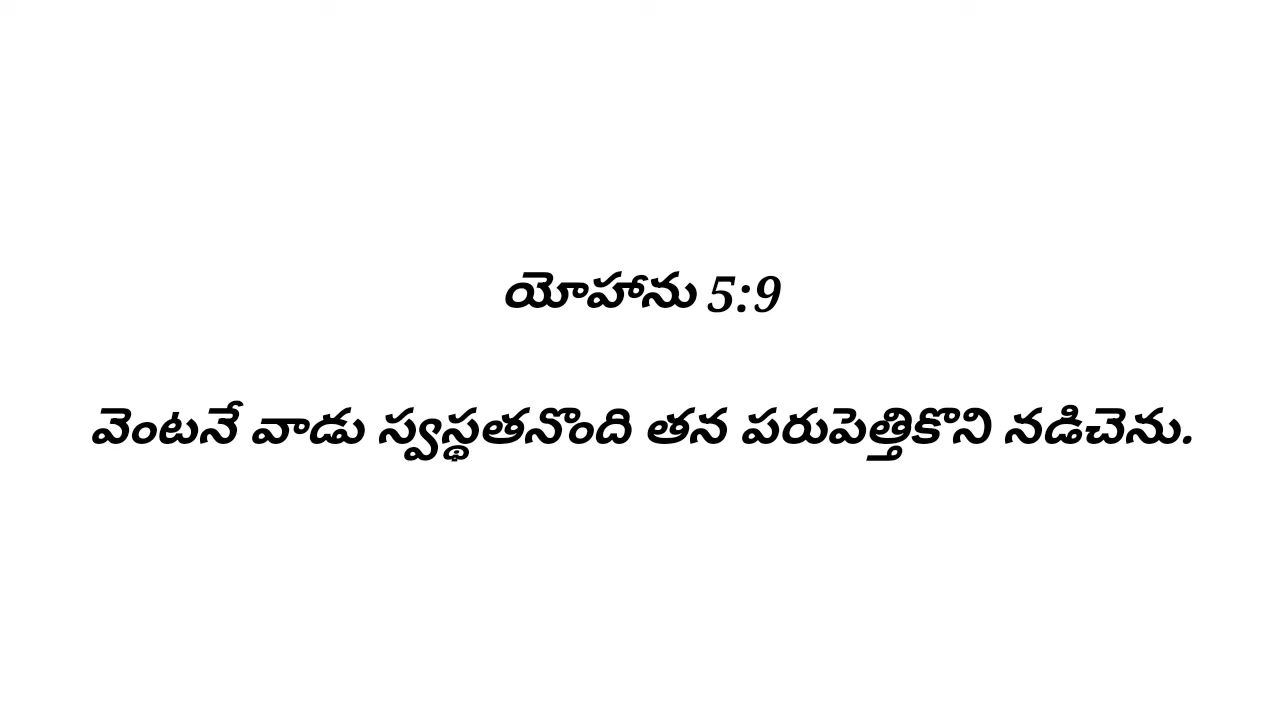 యోహాను 5:9
వెంటనే వాడు స్వస్థతనొంది తన పరుపెత్తికొని నడిచెను.